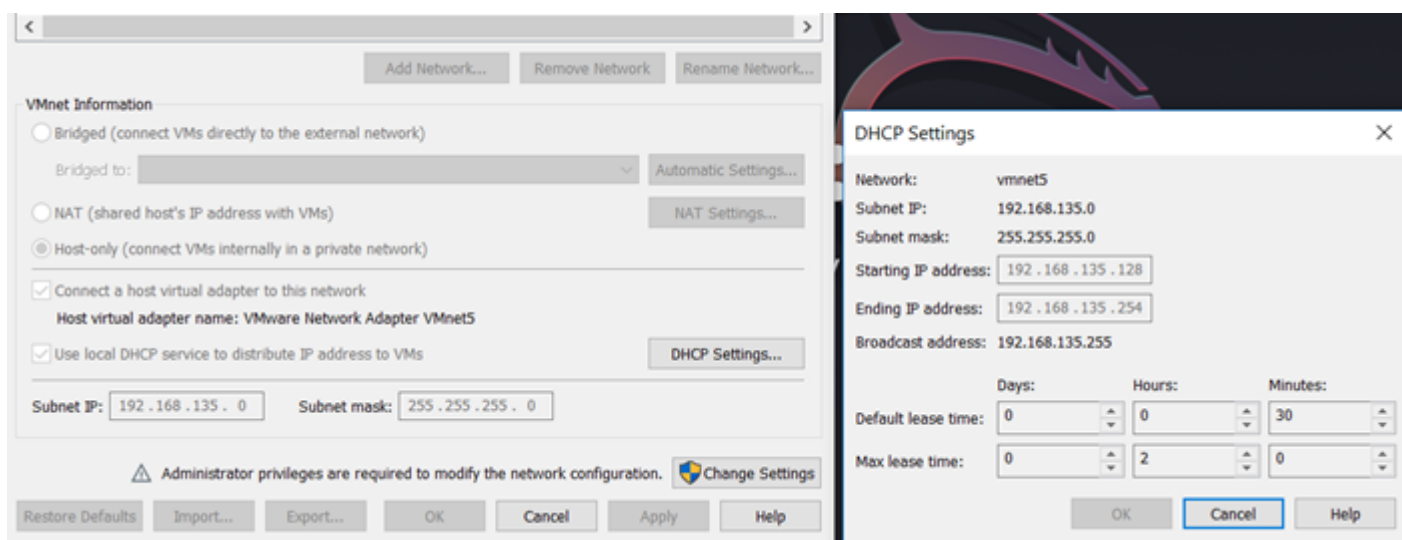 Add Network...
Remove Network
Rename Network...
VMnet Information
Bridged (connect VMs directly to the external network)
Bridged to:
Automatic Settings...
NAT (shared host's IP address with VMs)
NAT Settings...
Host-only (connect VMs internally in a private network)
Connect a host virtual adapter to this network
Host virtual adapter name: VMware Network Adapter VMnet5
Use local DHCP service to distribute IP address to VMs
DHCP Settings...
Subnet IP: 192.168.135. 0
Subnet mask: 255.255.255. 0
Administrator privileges are required to modify the network configuration.
Change Settings
Restore Defaults
Import...
Export...
OK
Cancel
Apply
Help
DHCP Settings
Network: vmnet5
Subnet IP: 192.168.135.0
Subnet mask: 255.255.255.0
Starting IP address: 192.168.135.128
Ending IP address: 192.168.135.254
Broadcast address: 192.168.135.255
Days: Hours: Minutes:
Default lease time: 0 0 30
Max lease time: 0 2 0
OK
Cancel
Help